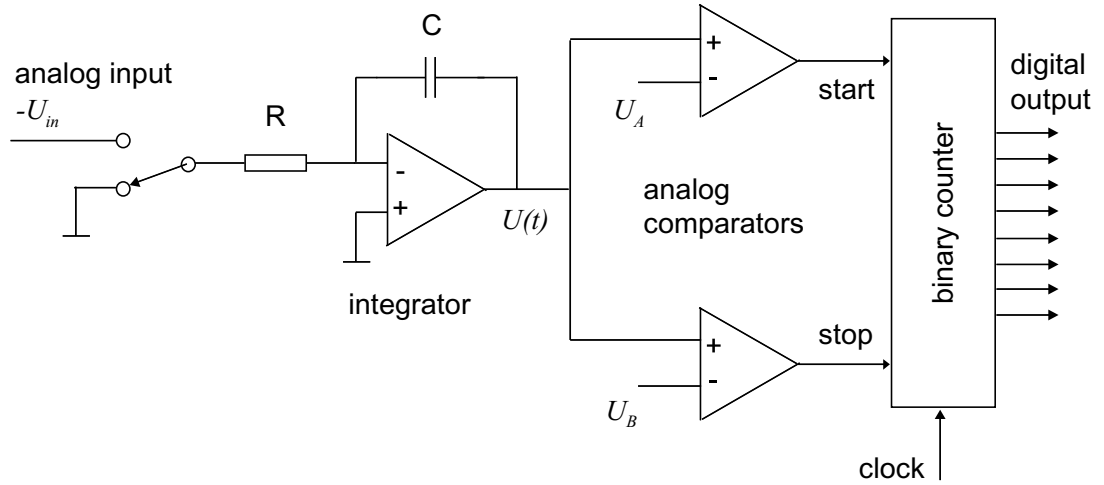 C
analog input
-U_in
R
-
+
U(t)
integrator
+
-
U_A
start
analog
comparators
+
-
U_B
stop
binary counter
digital
output
clock